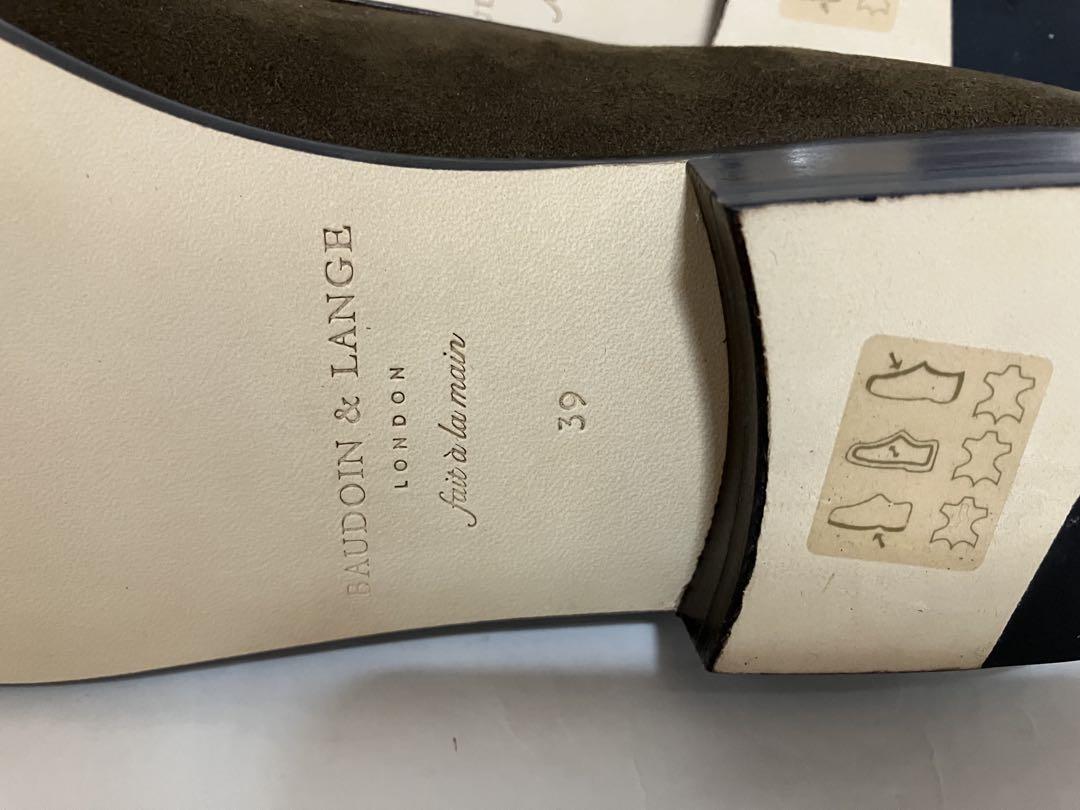 BAUDOIN & LANGE
LONDON
fait à la main
39